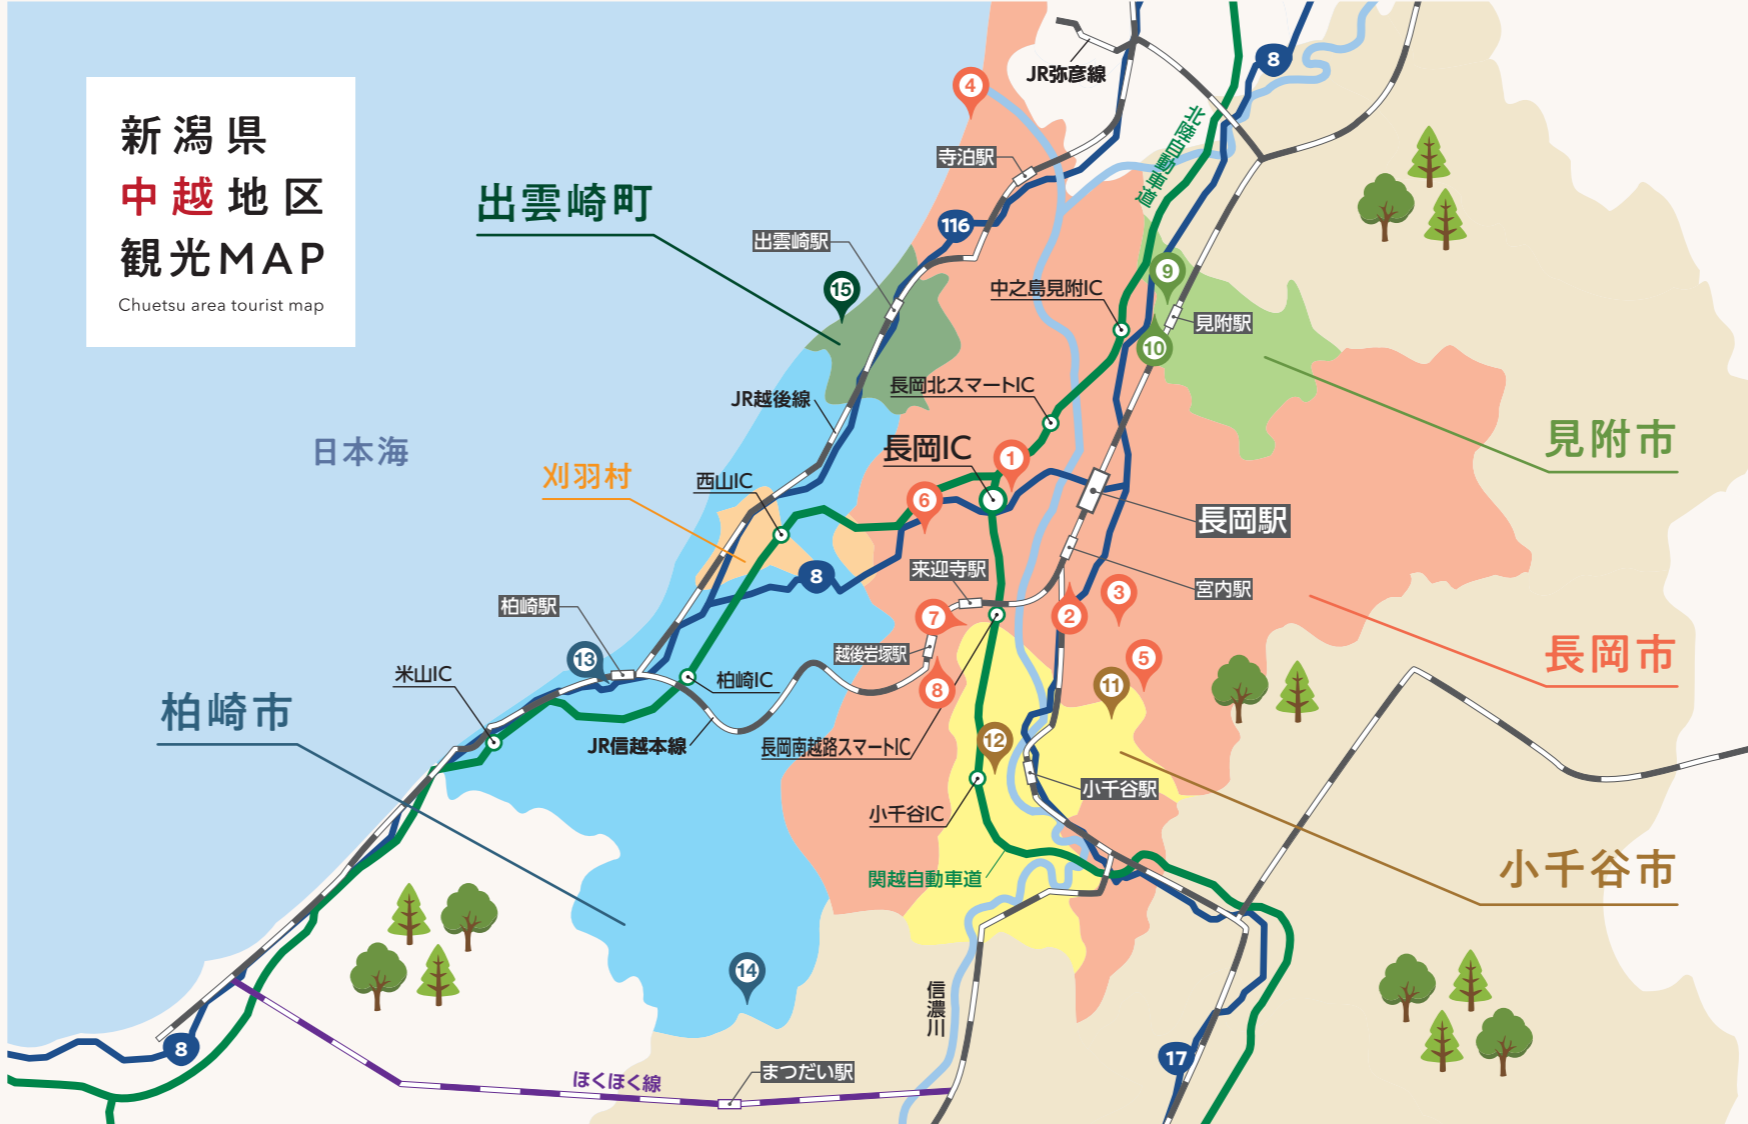 新潟県
中越地区
観光MAP
Chuetsu area tourist map
JR弥彦線
8
4
北陸自動車道
寺泊駅
出雲崎町
116
出雲崎駅
9
15
中之島見附IC
見附駅
10
長岡北スマートIC
JR越後線
日本海
見附市
長岡IC
1
刈羽村
西山IC
6
長岡駅
8
来迎寺駅
宮内駅
3
柏崎駅
7
2
越後岩塚駅
長岡市
13
5
米山IC
柏崎IC
8
11
柏崎市
JR信越本線
長岡南越路スマートIC
12
小千谷駅
小千谷IC
関越自動車道
小千谷市
14
信濃川
8
17
ほくほく線
まつだい駅